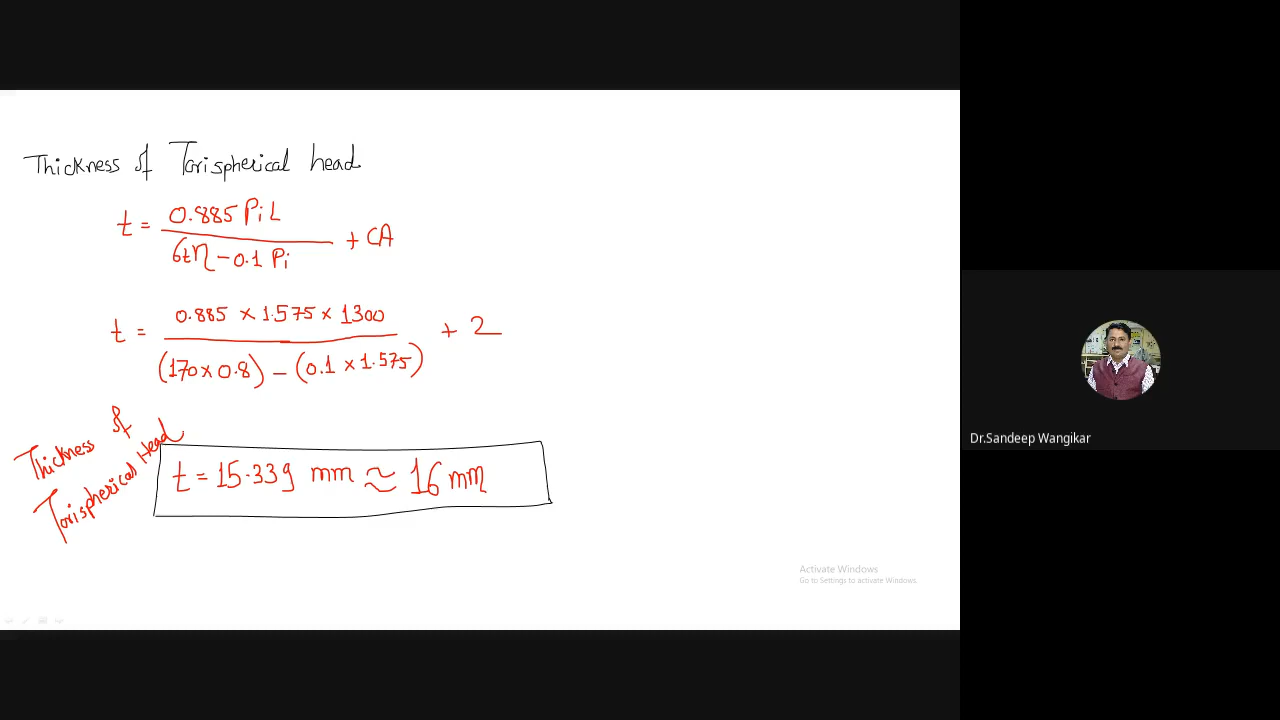 Thickness of Torispherical head
t = 0.885 Pi L / (σt η - 0.1 Pi) + CA
t = 0.885 × 1.575 × 1300 / ((170 × 0.8) - (0.1 × 1.575)) + 2
Thickness of
Torispherical Head
t = 15.339 mm ≈ 16 mm
Dr.Sandeep Wangikar
Activate Windows
Go to Settings to activate Windows.